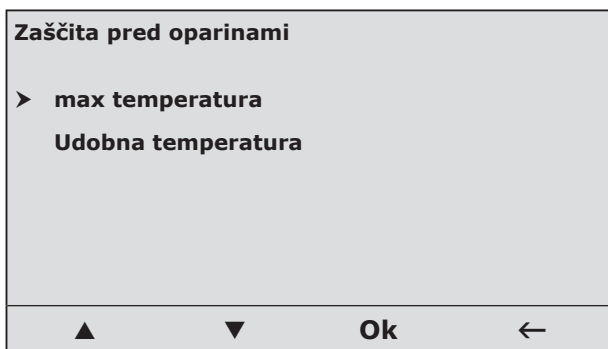 Zaščita pred oparinami
➤ max temperatura
Udobna temperatura
▲ ▼ Ok ←